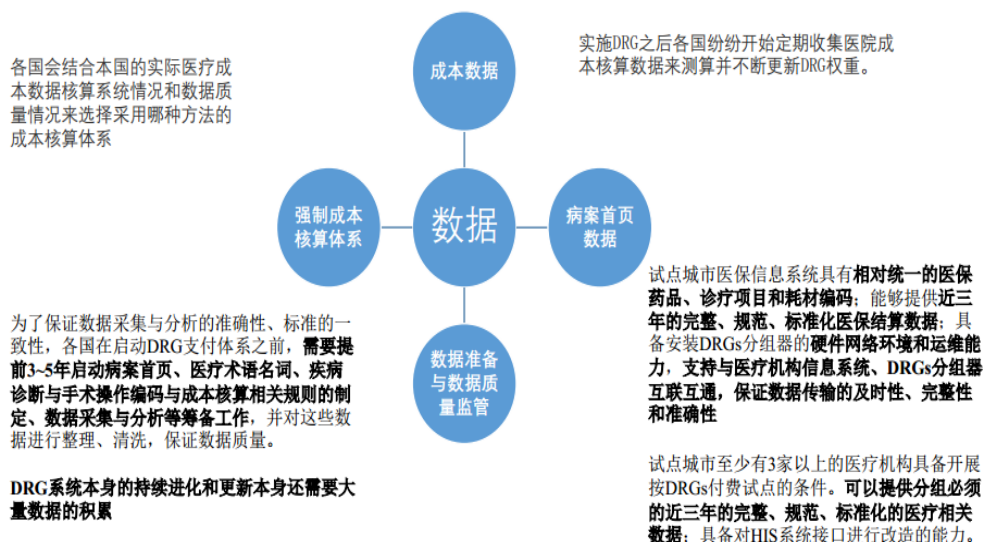 各国会结合本国的实际医疗成
本数据核算系统情况和数据质
量情况来选择采用哪种方法的
成本核算体系
成本数据
实施DRG之后各国纷纷开始定期收集医院成
本核算数据来测算并不断更新DRG权重。
强制成本
核算体系
数据
病案首页
数据
数据准备
与数据质
量监管
为了保证数据采集与分析的准确性、标准的一
致性，各国在启动DRG支付体系之前，需要提
前3~5年启动病案首页、医疗术语名词、疾病
诊断与手术操作编码与成本核算相关规则的制
定、数据采集与分析等筹备工作，并对这些数
据进行整理、清洗，保证数据质量。
DRG系统本身的持续进化和更新本身还需要大
量数据的积累
试点城市医保信息系统具有相对统一的医保
药品、诊疗项目和耗材编码；能够提供近三
年的完整、规范、标准化医保结算数据；具
备安装DRGs分组器的硬件网络环境和运维能
力，支持与医疗机构信息系统、DRGs分组器
互联互通，保证数据传输的及时性、完整性
和准确性
试点城市至少有3家以上的医疗机构具备开展
按DRGs付费试点的条件。可以提供分组必须
的近三年的完整、规范、标准化的医疗相关
数据；具备对HIS系统接口进行改造的能力。